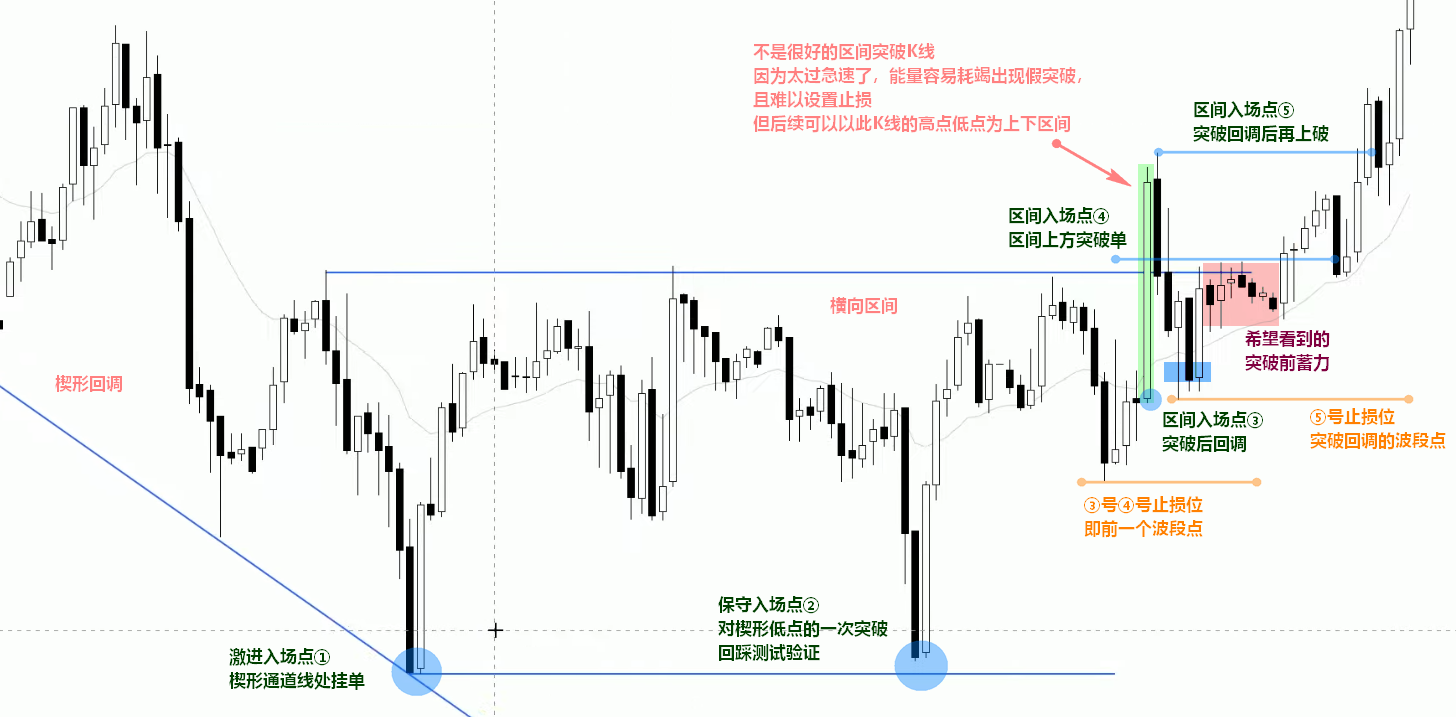 不是很好的区间突破K线
因为太过急速了，能量容易耗竭出现假突破，
且难以设置止损
但后续可以以此K线的高点低点为上下区间
区间入场点⑤
突破回调后再上破
区间入场点④
区间上方突破单
横向区间
希望看到的
突破前蓄力
楔形回调
区间入场点③
突破后回调
⑤号止损位
突破回调的波段点
③号④号止损位
即前一个波段点
保守入场点②
对楔形低点的一次突破
回踩测试验证
激进入场点①
楔形通道线处挂单